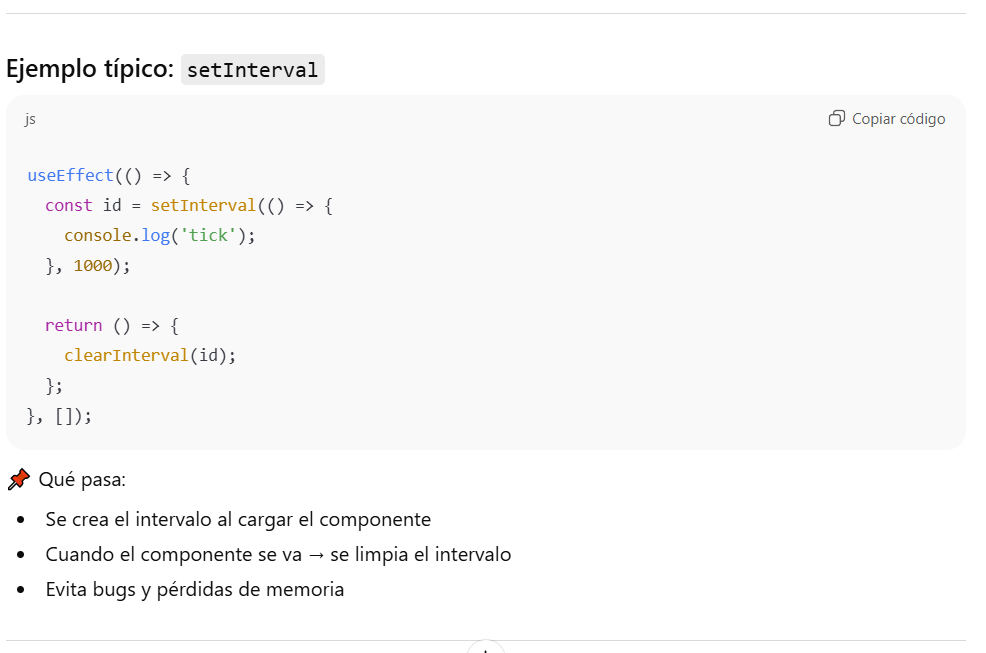 Ejemplo típico: setInterval
js
Copiar código
useEffect(() => {
  const id = setInterval(() => {
    console.log('tick');
  }, 1000);

  return () => {
    clearInterval(id);
  };
}, []);
📌 Qué pasa:
• Se crea el intervalo al cargar el componente
• Cuando el componente se va → se limpia el intervalo
• Evita bugs y pérdidas de memoria